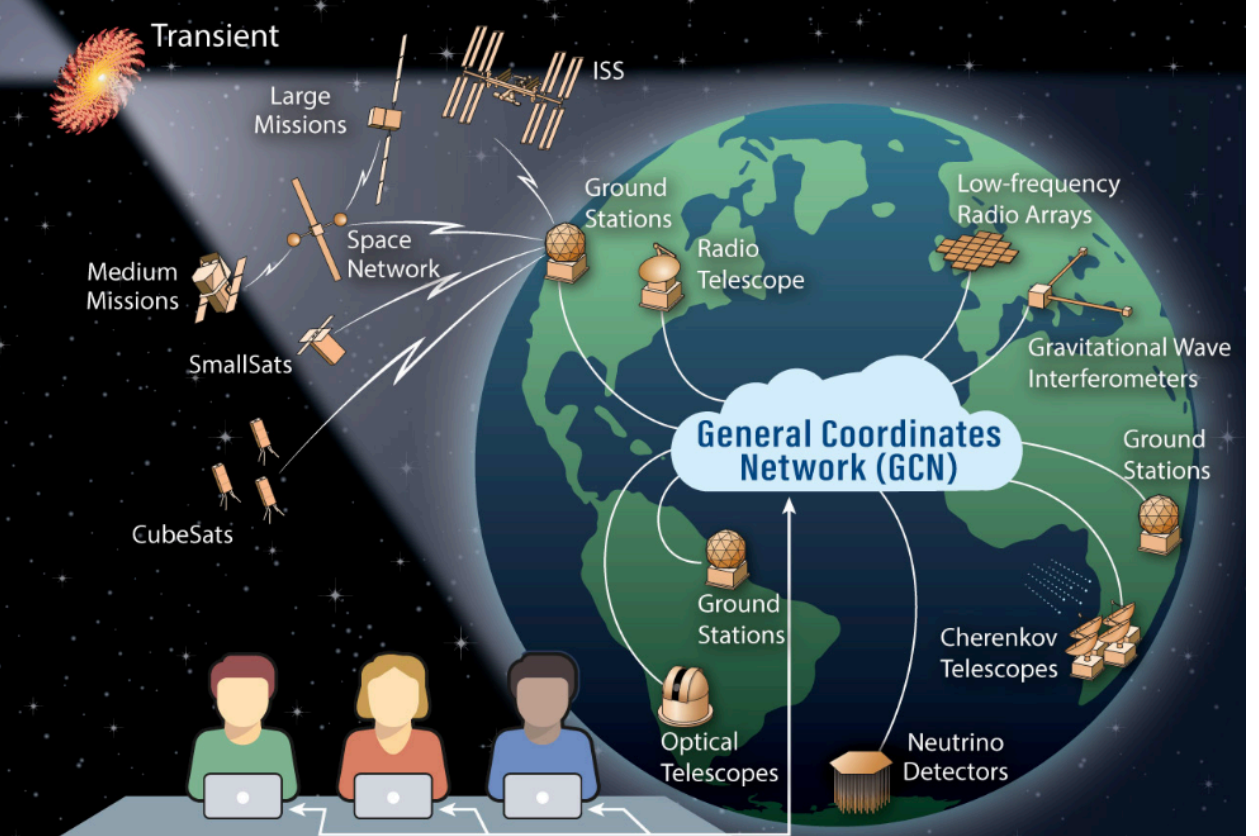 Transient
Large
Missions
ISS
Ground
Stations
Low-frequency
Radio Arrays
Radio
Telescope
Space
Network
Medium
Missions
SmallSats
Gravitational Wave
Interferometers
General Coordinates
Network (GCN)
Ground
Stations
CubeSats
Ground
Stations
Cherenkov
Telescopes
Optical
Telescopes
Neutrino
Detectors